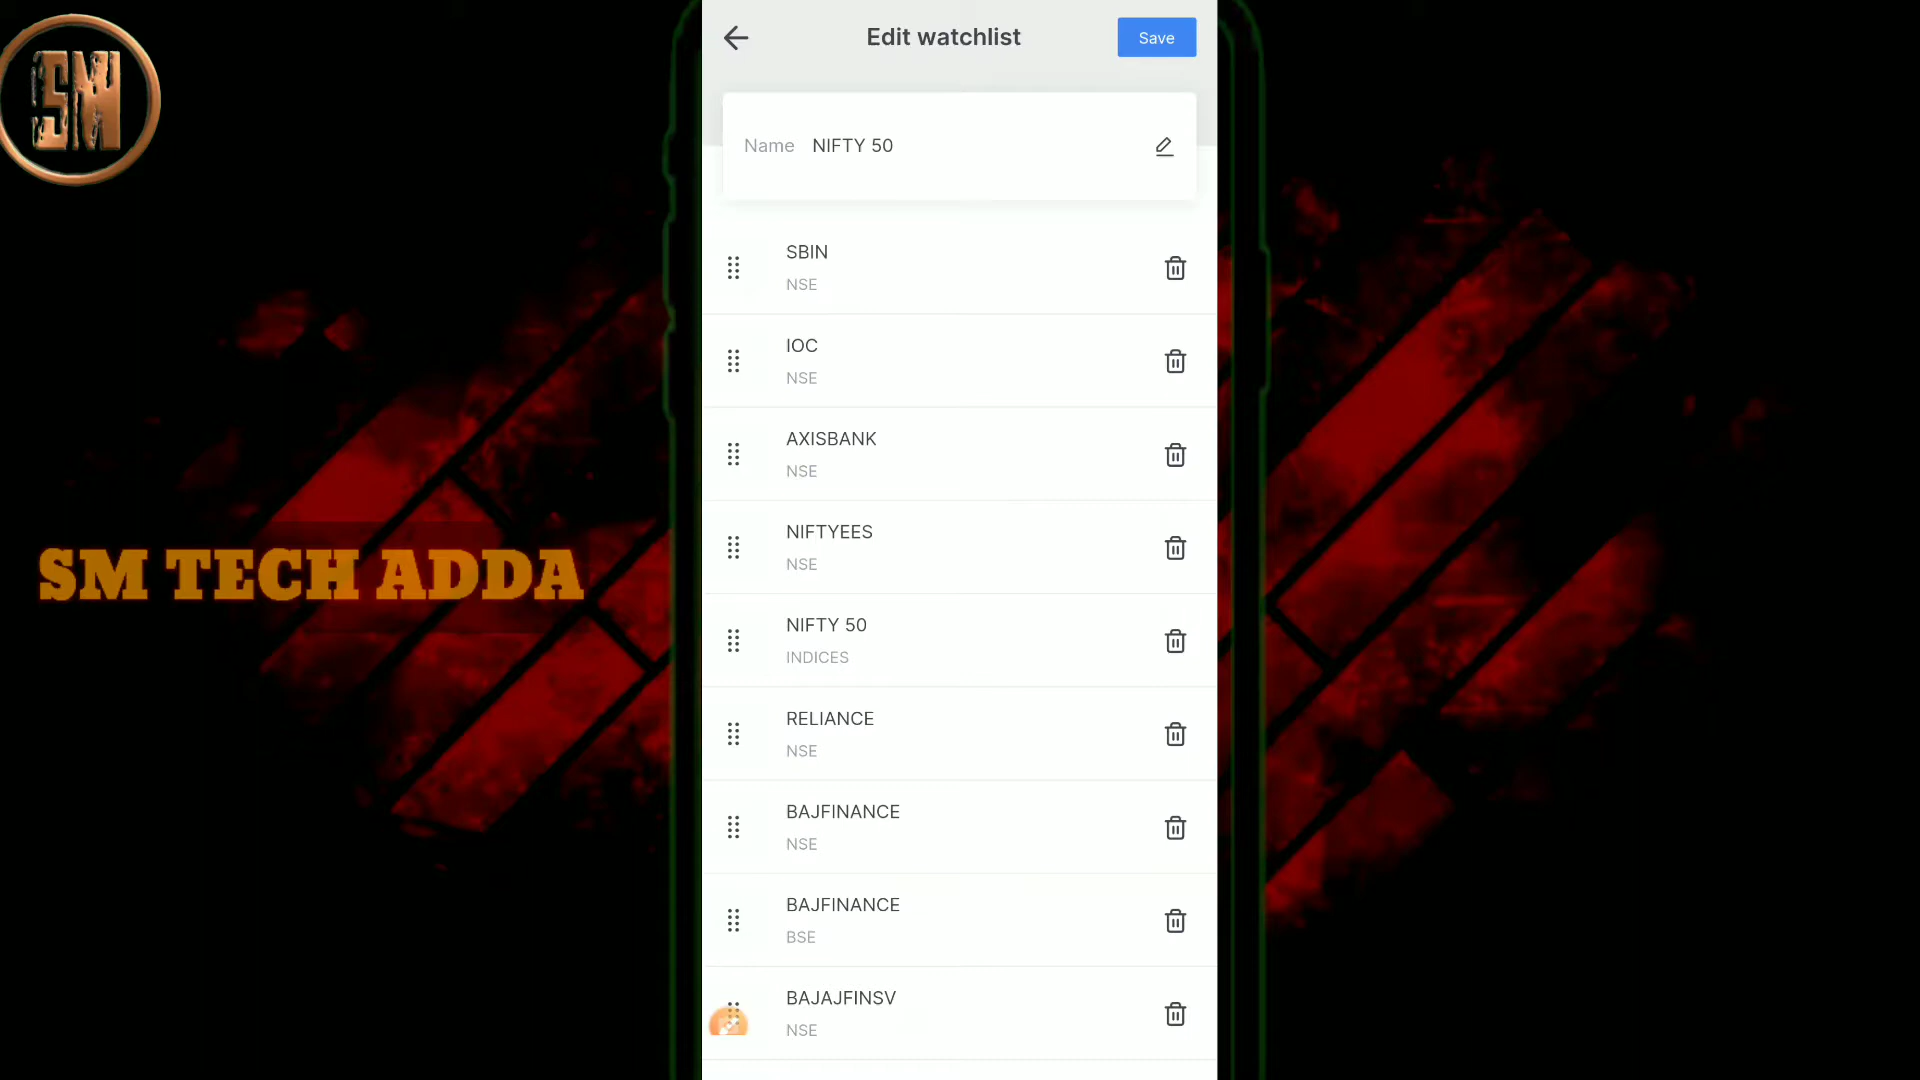 SM
Edit watchlist
Save
Name NIFTY 50
SBIN
NSE
IOC
NSE
AXISBANK
NSE
NIFTYEES
NSE
SM TECH ADDA
NIFTY 50
INDICES
RELIANCE
NSE
BAJFINANCE
NSE
BAJFINANCE
BSE
BAJAJFINSV
NSE